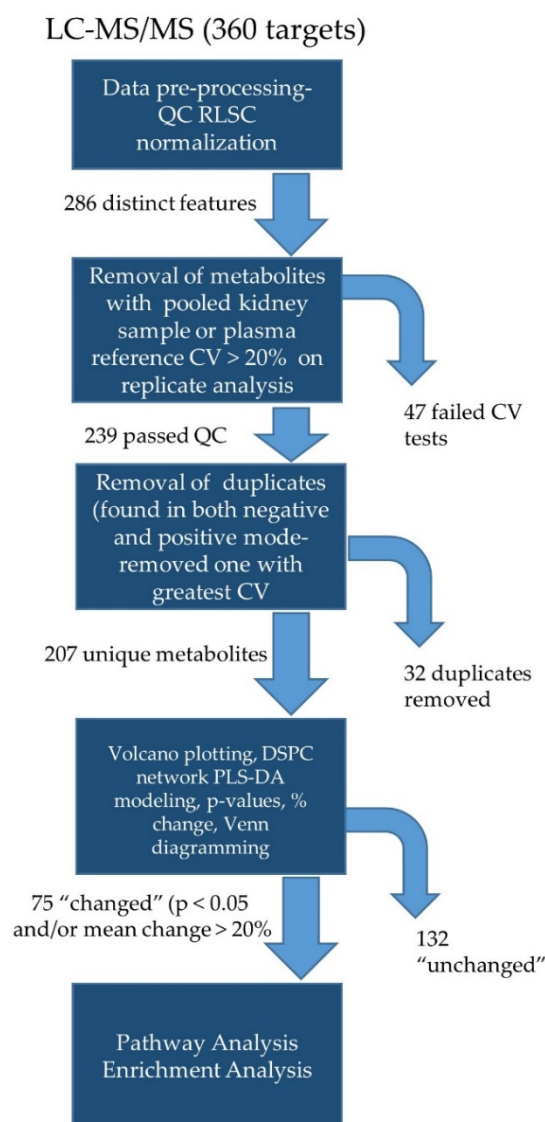 LC-MS/MS (360 targets)
Data pre-processing-
QC RLSC
normalization
286 distinct features
Removal of metabolites
with pooled kidney
sample or plasma
reference CV > 20% on
replicate analysis
47 failed CV
tests
239 passed QC
Removal of duplicates
(found in both negative
and positive mode-
removed one with
greatest CV
207 unique metabolites
32 duplicates
removed
Volcano plotting, DSPC
network PLS-DA
modeling, p-values, %
change, Venn
diagramming
75 “changed” (p < 0.05
and/or mean change > 20%
132
“unchanged”
Pathway Analysis
Enrichment Analysis